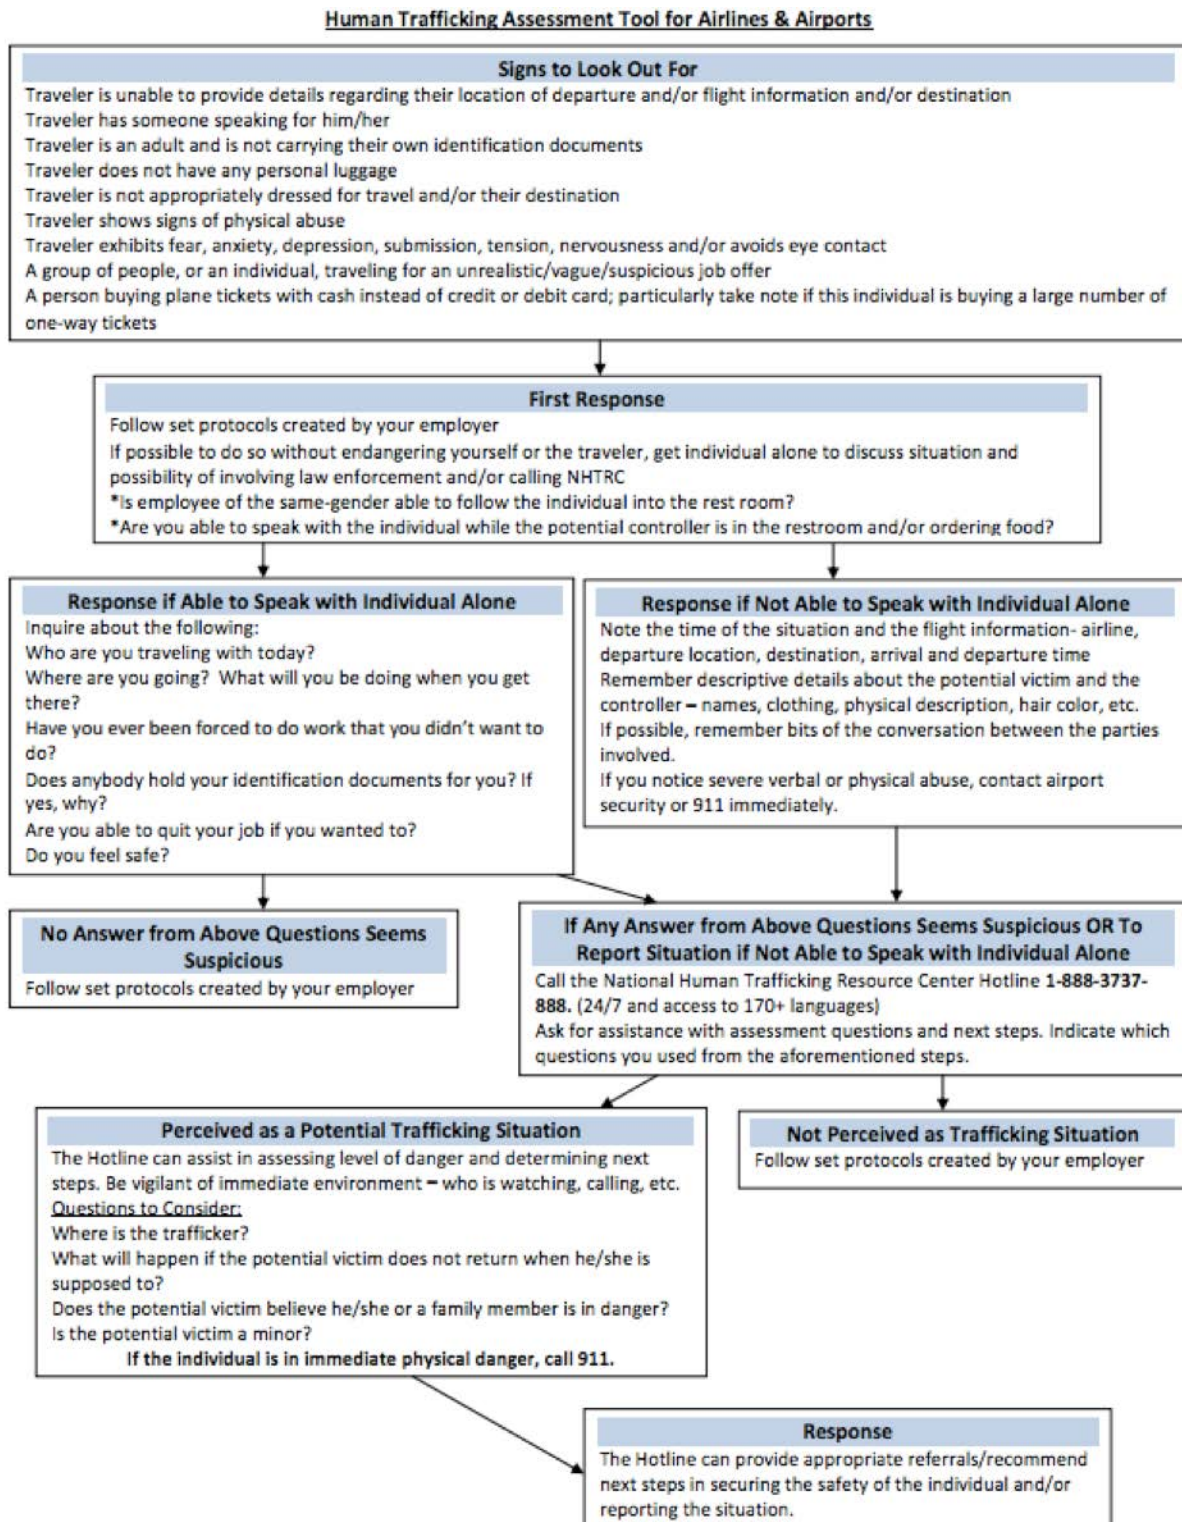 Human Trafficking Assessment Tool for Airlines & Airports
Signs to Look Out For
Traveler is unable to provide details regarding their location of departure and/or flight information and/or destination
Traveler has someone speaking for him/her
Traveler is an adult and is not carrying their own identification documents
Traveler does not have any personal luggage
Traveler is not appropriately dressed for travel and/or their destination
Traveler shows signs of physical abuse
Traveler exhibits fear, anxiety, depression, submission, tension, nervousness and/or avoids eye contact
A group of people, or an individual, traveling for an unrealistic/vague/suspicious job offer
A person buying plane tickets with cash instead of credit or debit card; particularly take note if this individual is buying a large number of
one-way tickets
First Response
Follow set protocols created by your employer
If possible to do so without endangering yourself or the traveler, get individual alone to discuss situation and
possibility of involving law enforcement and/or calling NHTRC
*Is employee of the same-gender able to follow the individual into the rest room?
*Are you able to speak with the individual while the potential controller is in the restroom and/or ordering food?
Response if Able to Speak with Individual Alone
Inquire about the following:
Who are you traveling with today?
Where are you going? What will you be doing when you get
there?
Have you ever been forced to do work that you didn't want to
do?
Does anybody hold your identification documents for you? If
yes, why?
Are you able to quit your job if you wanted to?
Do you feel safe?
Response if Not Able to Speak with Individual Alone
Note the time of the situation and the flight information- airline,
departure location, destination, arrival and departure time
Remember descriptive details about the potential victim and the
controller – names, clothing, physical description, hair color, etc.
If possible, remember bits of the conversation between the parties
involved.
If you notice severe verbal or physical abuse, contact airport
security or 911 immediately.
No Answer from Above Questions Seems
Suspicious
Follow set protocols created by your employer
If Any Answer from Above Questions Seems Suspicious OR To
Report Situation if Not Able to Speak with Individual Alone
Call the National Human Trafficking Resource Center Hotline 1-888-3737-
888. (24/7 and access to 170+ languages)
Ask for assistance with assessment questions and next steps. Indicate which
questions you used from the aforementioned steps.
Perceived as a Potential Trafficking Situation
The Hotline can assist in assessing level of danger and determining next
steps. Be vigilant of immediate environment – who is watching, calling, etc.
Questions to Consider:
Where is the trafficker?
What will happen if the potential victim does not return when he/she is
supposed to?
Does the potential victim believe he/she or a family member is in danger?
Is the potential victim a minor?
If the individual is in immediate physical danger, call 911.
Not Perceived as Trafficking Situation
Follow set protocols created by your employer
Response
The Hotline can provide appropriate referrals/recommend
next steps in securing the safety of the individual and/or
reporting the situation.